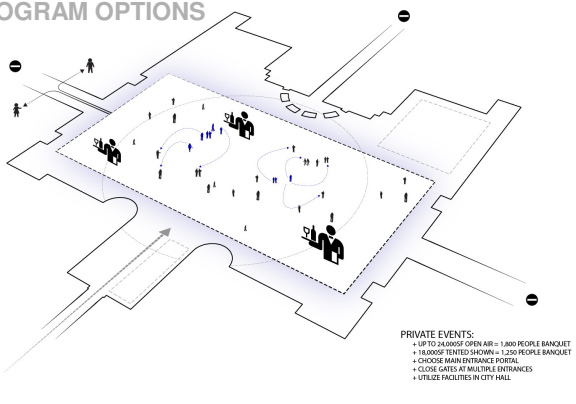 OGRAM OPTIONS
PRIVATE EVENTS:
+ UP TO 24,000SF OPEN AIR = 1,800 PEOPLE BANQUET
+ 18,000SF TENTED SHOWN = 1,250 PEOPLE BANQUET
+ CHOOSE MAIN ENTRANCE PORTAL
+ CLOSE GATES AT MULTIPLE ENTRANCES
+ UTILIZE FACILITIES IN CITY HALL